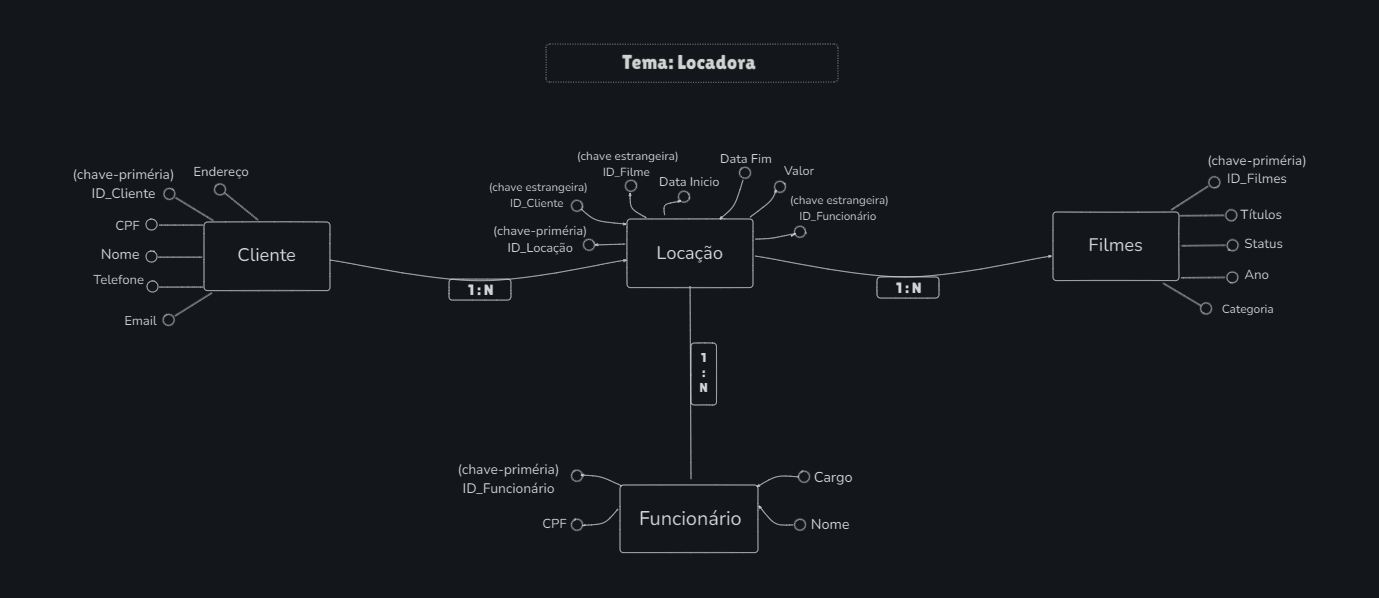 Tema: Locadora
(chave-priméria)
ID_Cliente
Endereço
CPF
Nome
Telefone
Email
Cliente
1:N
(chave estrangeira)
ID_Filme
Data Inicio
Data Fim
Valor
(chave estrangeira)
ID_Cliente
(chave estrangeira)
ID_Funcionário
(chave-priméria)
ID_Locação
Locação
1:N
(chave-priméria)
ID_Filmes
Títulos
Status
Ano
Categoria
Filmes
1
:
N
(chave-priméria)
ID_Funcionário
CPF
Funcionário
Cargo
Nome